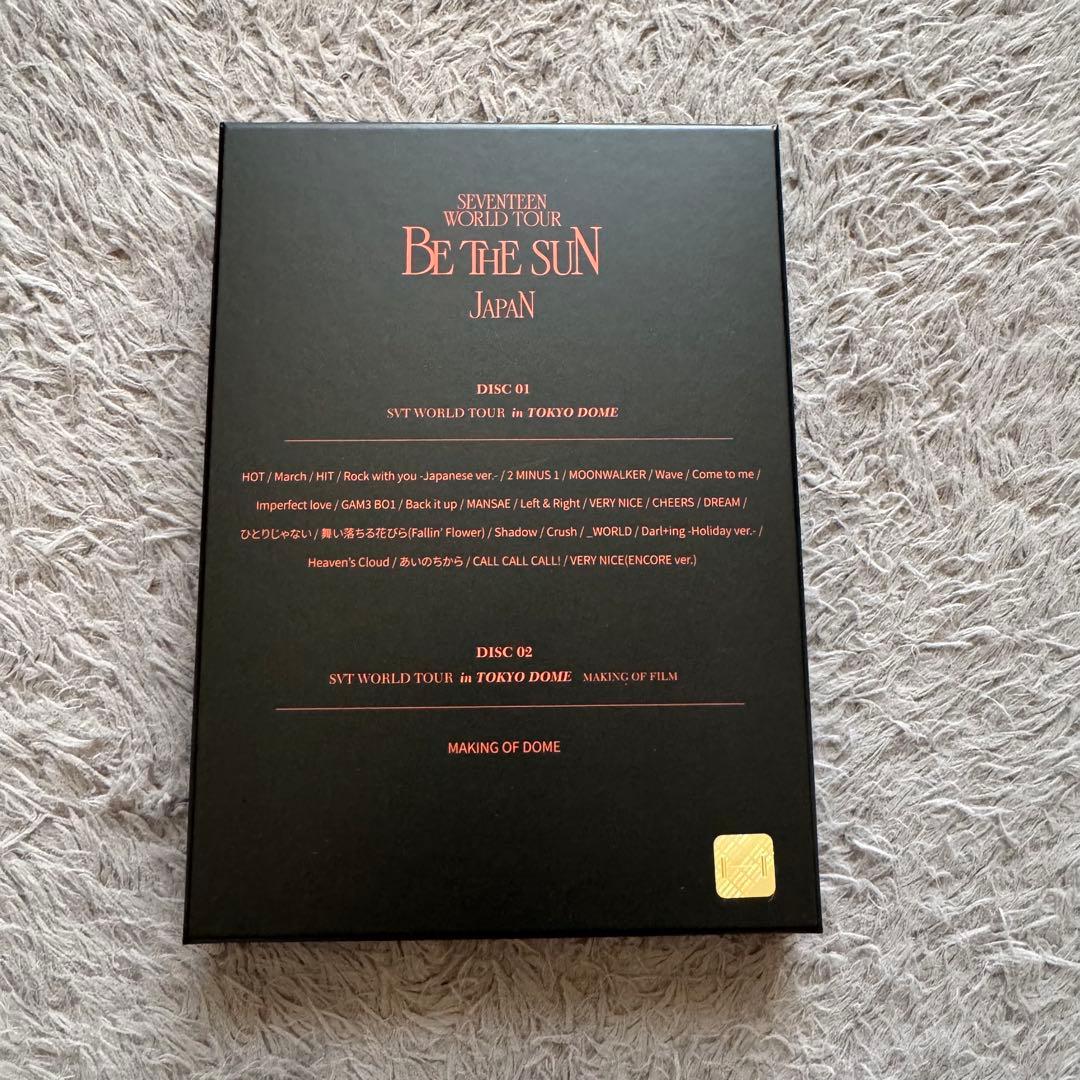 SEVENTEEN
WORLD TOUR
BE THE SUN
JAPAN
DISC 01
SVT WORLD TOUR in TOKYO DOME
HOT / March / HIT / Rock with you -Japanese ver.- / 2 MINUS 1 / MOONWALKER / Wave / Come to me /
Imperfect love / GAM3 BO1 / Back it up / MANSAE / Left & Right / VERY NICE / CHEERS / DREAM /
ひとりじゃない / 舞い落ちる花びら(Fallin' Flower) / Shadow / Crush / _WORLD / Darl+ing -Holiday ver.- /
Heaven's Cloud / あいのちから / CALL CALL CALL! / VERY NICE(ENCORE ver.)
DISC 02
SVT WORLD TOUR in TOKYO DOME MAKING OF FILM
MAKING OF DOME